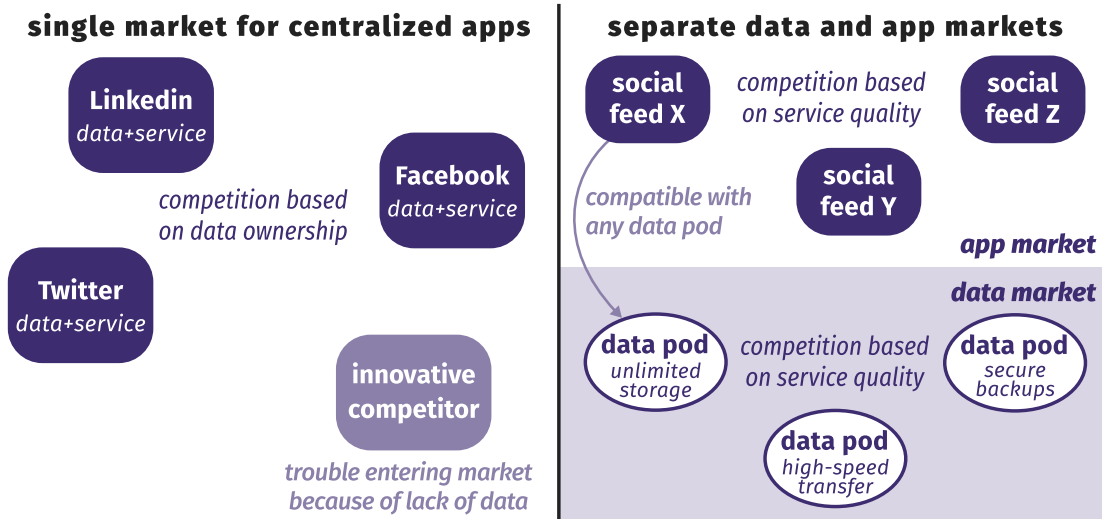 single market for centralized apps
Linkedin
data+service
Facebook
data+service
competition based
on data ownership
Twitter
data+service
innovative
competitor
trouble entering market
because of lack of data
separate data and app markets
social
feed X
competition based
on service quality
social
feed Z
social
feed Y
compatible with
any data pod
app market
data market
data pod
unlimited
storage
competition based
on service quality
data pod
secure
backups
data pod
high-speed
transfer